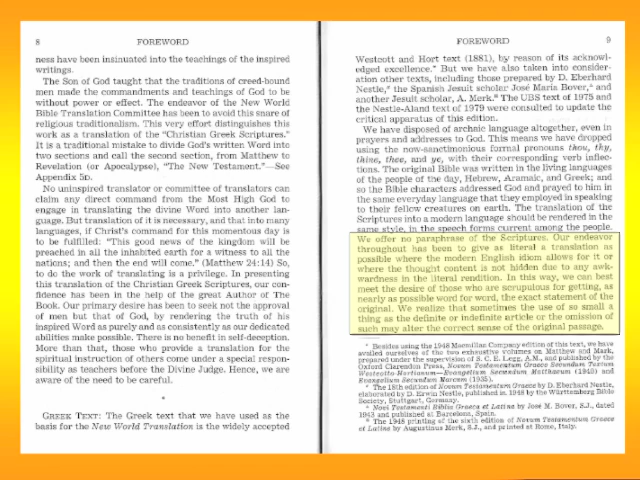 8 FOREWORD
ness have been insinuated into the teachings of the inspired
writings.
The Son of God taught that the traditions of creed-bound
men made the commandments and teachings of God to be
without power or effect. The endeavor of the New World
Bible Translation Committee has been to avoid this snare of
religious traditionalism. This very effort distinguishes this
work as a translation of the "Christian Greek Scriptures."
It is a traditional mistake to divide God's written Word into
two sections and call the second section, from Matthew to
Revelation (or Apocalypse), "The New Testament."—See
Appendix 5D.
No uninspired translator or committee of translators can
claim any direct command from the Most High God to
engage in translating the divine Word into another lan-
guage. But translation of it is necessary, and that into many
languages, if Christ's command for this momentous day is
to be fulfilled: "This good news of the kingdom will be
preached in all the inhabited earth for a witness to all the
nations; and then the end will come." (Matthew 24:14) So,
to do the work of translating is a privilege. In presenting
this translation of the Christian Greek Scriptures, our con-
fidence has been in the help of the great Author of The
Book. Our primary desire has been to seek not the approval
of men but that of God, by rendering the truth of his
inspired Word as purely and as consistently as our dedicated
abilities make possible. There is no benefit in self-deception.
More than that, those who provide a translation for the
spiritual instruction of others come under a special respon-
sibility as teachers before the Divine Judge. Hence, we are
aware of the need to be careful.
*
GREEK TEXT: The Greek text that we have used as the
basis for the New World Translation is the widely accepted
FOREWORD 9
Westcott and Hort text (1881), by reason of its acknowl-
edged excellence.* But we have also taken into consider-
ation other texts, including those prepared by D. Eberhard
Nestle, the Spanish Jesuit scholar José María Bover, and
another Jesuit scholar, A. Merk. The UBS text of 1975 and
the Nestle-Aland text of 1979 were consulted to update the
critical apparatus of this edition.
We have disposed of archaic language altogether, even in
prayers and addresses to God. This means we have dropped
using the now-sanctimonious formal pronouns thou, thy,
thine, thee, and ye, with their corresponding verb inflec-
tions. The original Bible was written in the living languages
of the people of the day, Hebrew, Aramaic, and Greek; and
so the Bible characters addressed God and prayed to him in
the same everyday language that they employed in speaking
to their fellow creatures on earth. The translation of the
Scriptures into a modern language should be rendered in the
same style, in the speech forms current among the people.
We offer no paraphrase of the Scriptures. Our endeavor
throughout has been to give as literal a translation as
possible where the modern English idiom allows for it or
where the thought content is not hidden due to any awk-
wardness in the literal rendition. In this way, we can best
meet the desire of those who are scrupulous for getting, as
nearly as possible word for word, the exact statement of the
original. We realize that sometimes the use of so small a
thing as the definite or indefinite article or the omission of
such may alter the correct sense of the original passage.
* Besides using the 1948 Macmillan Company edition of this text, we have
availed ourselves of the two exhaustive volumes on Matthew and Mark,
prepared under the supervision of S. C. E. Legg, A.M., and published by the
Oxford Clarendon Press, Novum Testamentum Graece Secundum Textum
Westcotto-Hortianum—Evangelium Secundum Matthaeum (1940) and
Evangelium Secundum Marcum (1935).
The 18th edition of Novum Testamentum Graece by D. Eberhard Nestle,
elaborated by D. Erwin Nestle, published in 1948 by the Württemberg Bible
Society, Stuttgart, Germany.
Novi Testamenti Biblia Graeca et Latina by José M. Bover, S.J., dated
1943 and published at Barcelona, Spain.
The 1948 printing of the sixth edition of Novum Testamentum Graece
et Latine by Augustinus Merk, S.J., and printed at Rome, Italy.